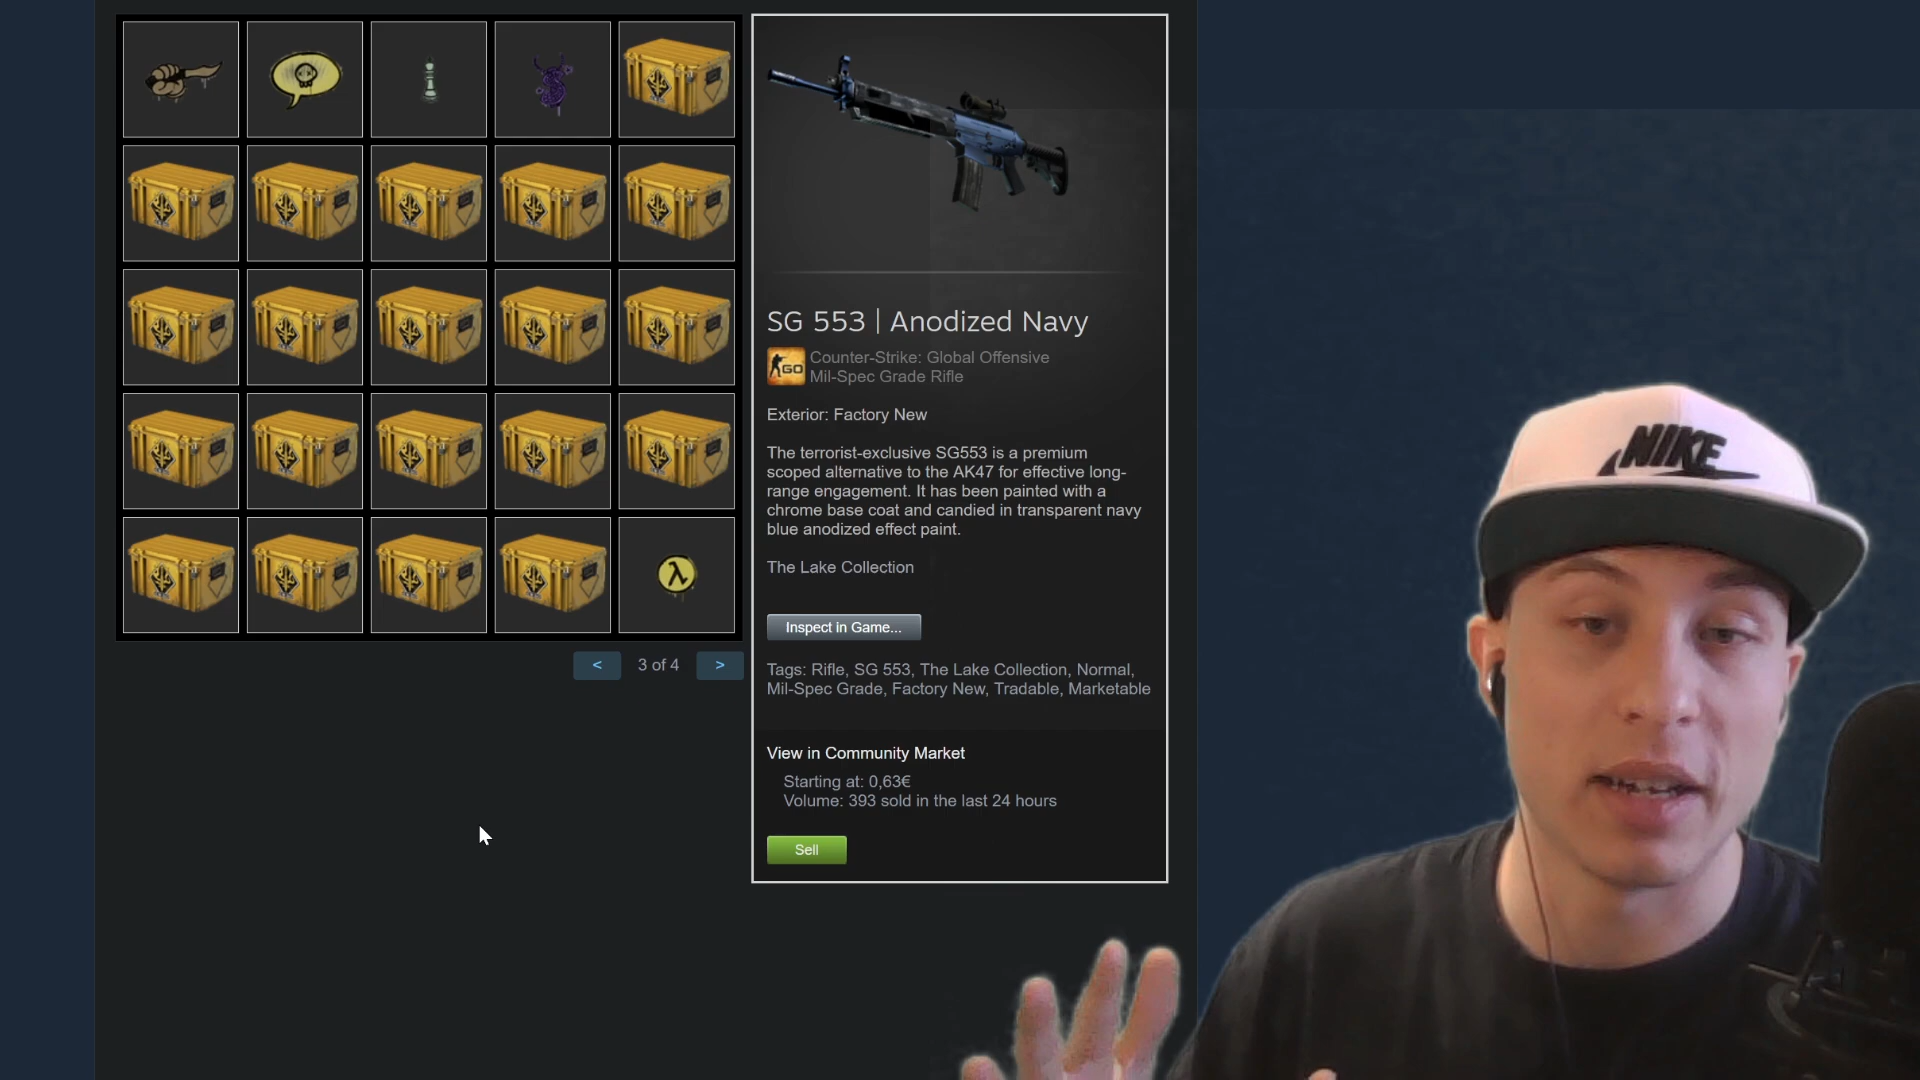 SG 553 | Anodized Navy
GO
Counter-Strike: Global Offensive
Mil-Spec Grade Rifle
Exterior: Factory New
The terrorist-exclusive SG553 is a premium
scoped alternative to the AK47 for effective long-
range engagement. It has been painted with a
chrome base coat and candied in transparent navy
blue anodized effect paint.
The Lake Collection
Inspect in Game...
Tags: Rifle, SG 553, The Lake Collection, Normal,
Mil-Spec Grade, Factory New, Tradable, Marketable
View in Community Market
Starting at: 0,63€
Volume: 393 sold in the last 24 hours
Sell
< 3 of 4 >
NIKE